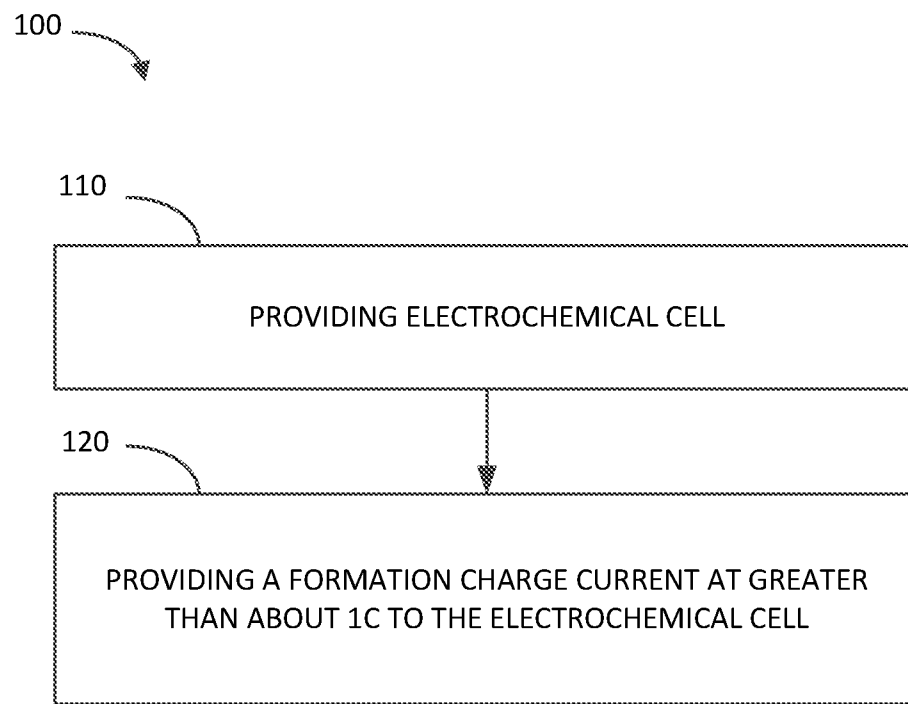 100
110
PROVIDING ELECTROCHEMICAL CELL
120
PROVIDING A FORMATION CHARGE CURRENT AT GREATER
THAN ABOUT 1C TO THE ELECTROCHEMICAL CELL